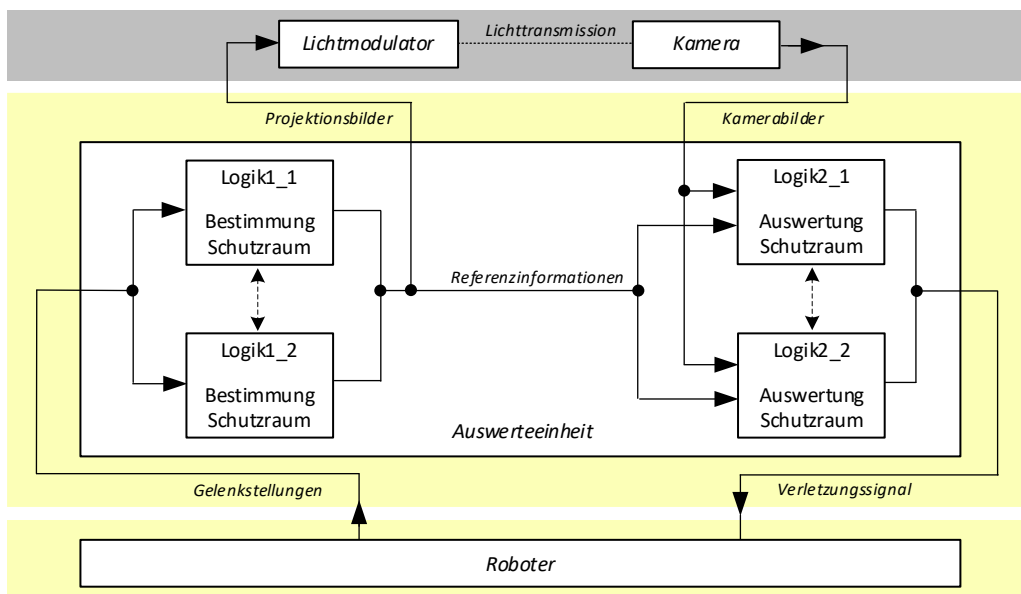 Lichtmodulator
Lichttransmission
Kamera
Projektionsbilder
Kamerabilder
Logik1_1
Bestimmung
Schutzraum
Logik2_1
Auswertung
Schutzraum
Referenzinformationen
Logik1_2
Bestimmung
Schutzraum
Logik2_2
Auswertung
Schutzraum
Auswerteeinheit
Gelenkstellungen
Verletzungssignal
Roboter